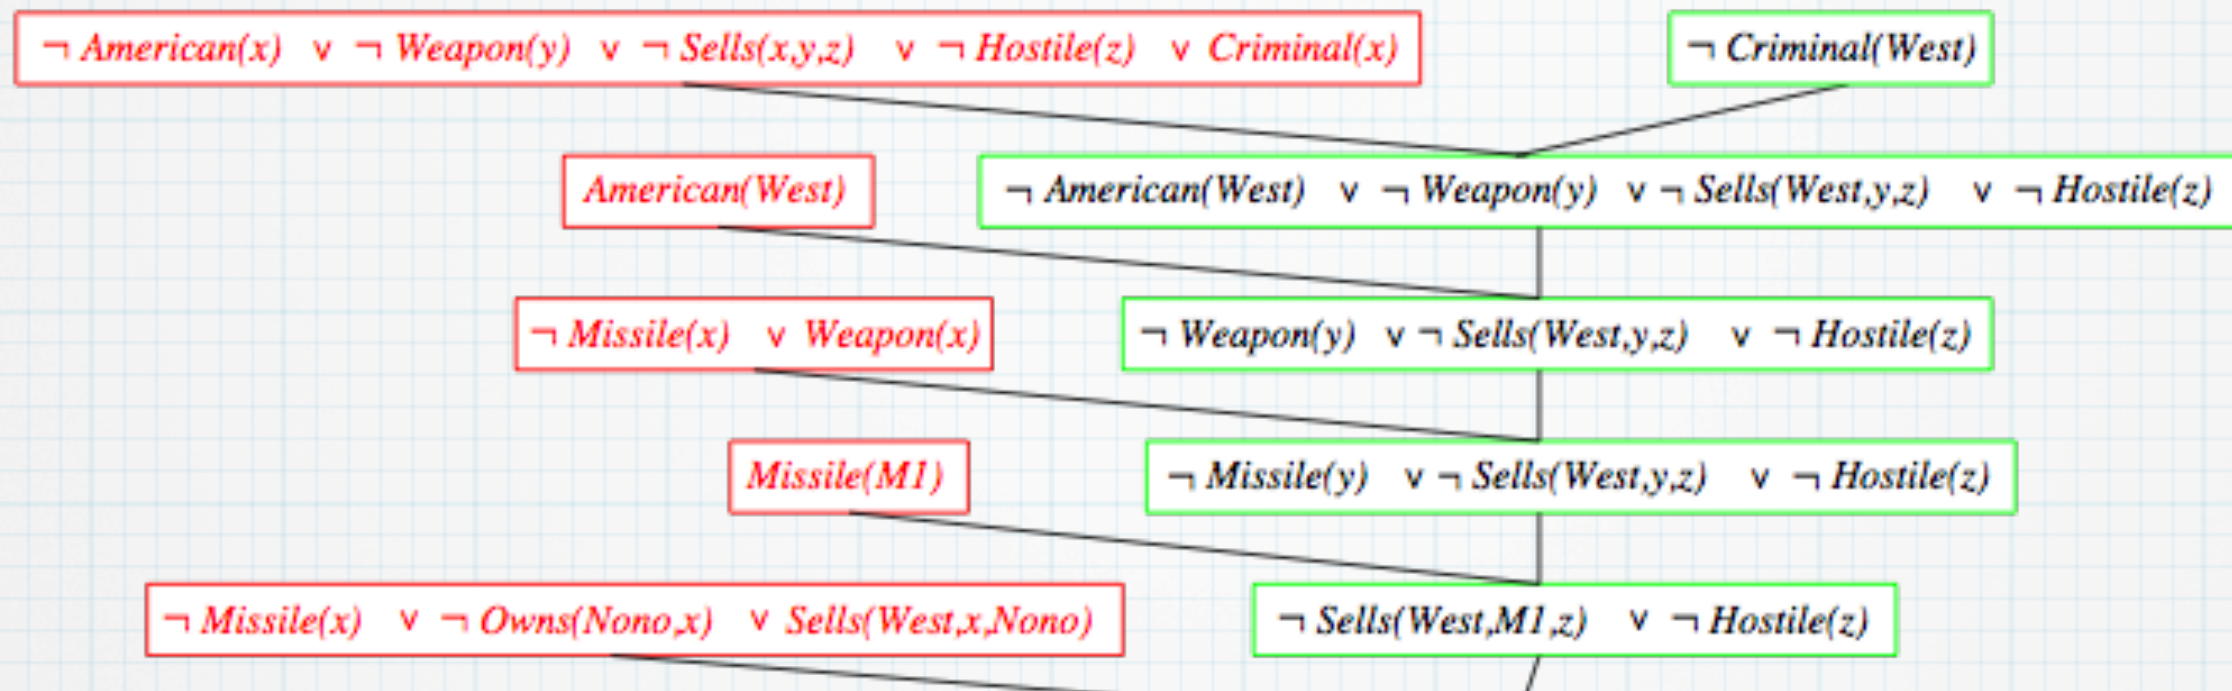 ¬ American(x) ∨ ¬ Weapon(y) ∨ ¬ Sells(x,y,z) ∨ ¬ Hostile(z) ∨ Criminal(x)
¬ Criminal(West)
American(West)
¬ American(West) ∨ ¬ Weapon(y) ∨ ¬ Sells(West,y,z) ∨ ¬ Hostile(z)
¬ Missile(x) ∨ Weapon(x)
¬ Weapon(y) ∨ ¬ Sells(West,y,z) ∨ ¬ Hostile(z)
Missile(M1)
¬ Missile(y) ∨ ¬ Sells(West,y,z) ∨ ¬ Hostile(z)
¬ Missile(x) ∨ ¬ Owns(Nono,x) ∨ Sells(West,x,Nono)
¬ Sells(West,M1,z) ∨ ¬ Hostile(z)